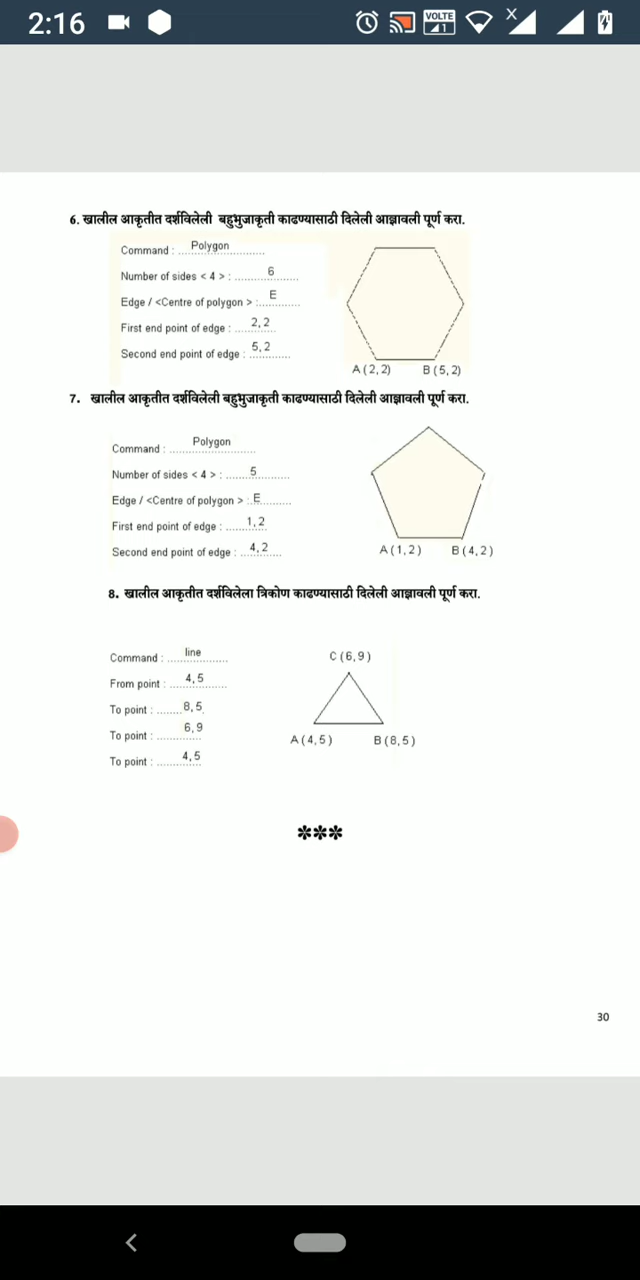 2:16
VOLTE
1
X
6. खालील आकृतीत दर्शविलेली बहुभुजाकृती काढण्यासाठी दिलेली आज्ञावली पूर्ण करा.
Command : Polygon
Number of sides < 4 > : 6
Edge / <Centre of polygon > : E
First end point of edge : 2,2
Second end point of edge : 5,2
A(2,2) B(5,2)
7. खालील आकृतीत दर्शविलेली बहुभुजाकृती काढण्यासाठी दिलेली आज्ञावली पूर्ण करा.
Command : Polygon
Number of sides < 4 > : 5
Edge / <Centre of polygon > : E
First end point of edge : 1,2
Second end point of edge : 4,2
A(1,2) B(4,2)
8. खालील आकृतीत दर्शविलेला त्रिकोण काढण्यासाठी दिलेली आज्ञावली पूर्ण करा.
Command : line
From point : 4,5
To point : 8,5
To point : 6,9
To point : 4,5
C(6,9)
A(4,5) B(8,5)
***
30